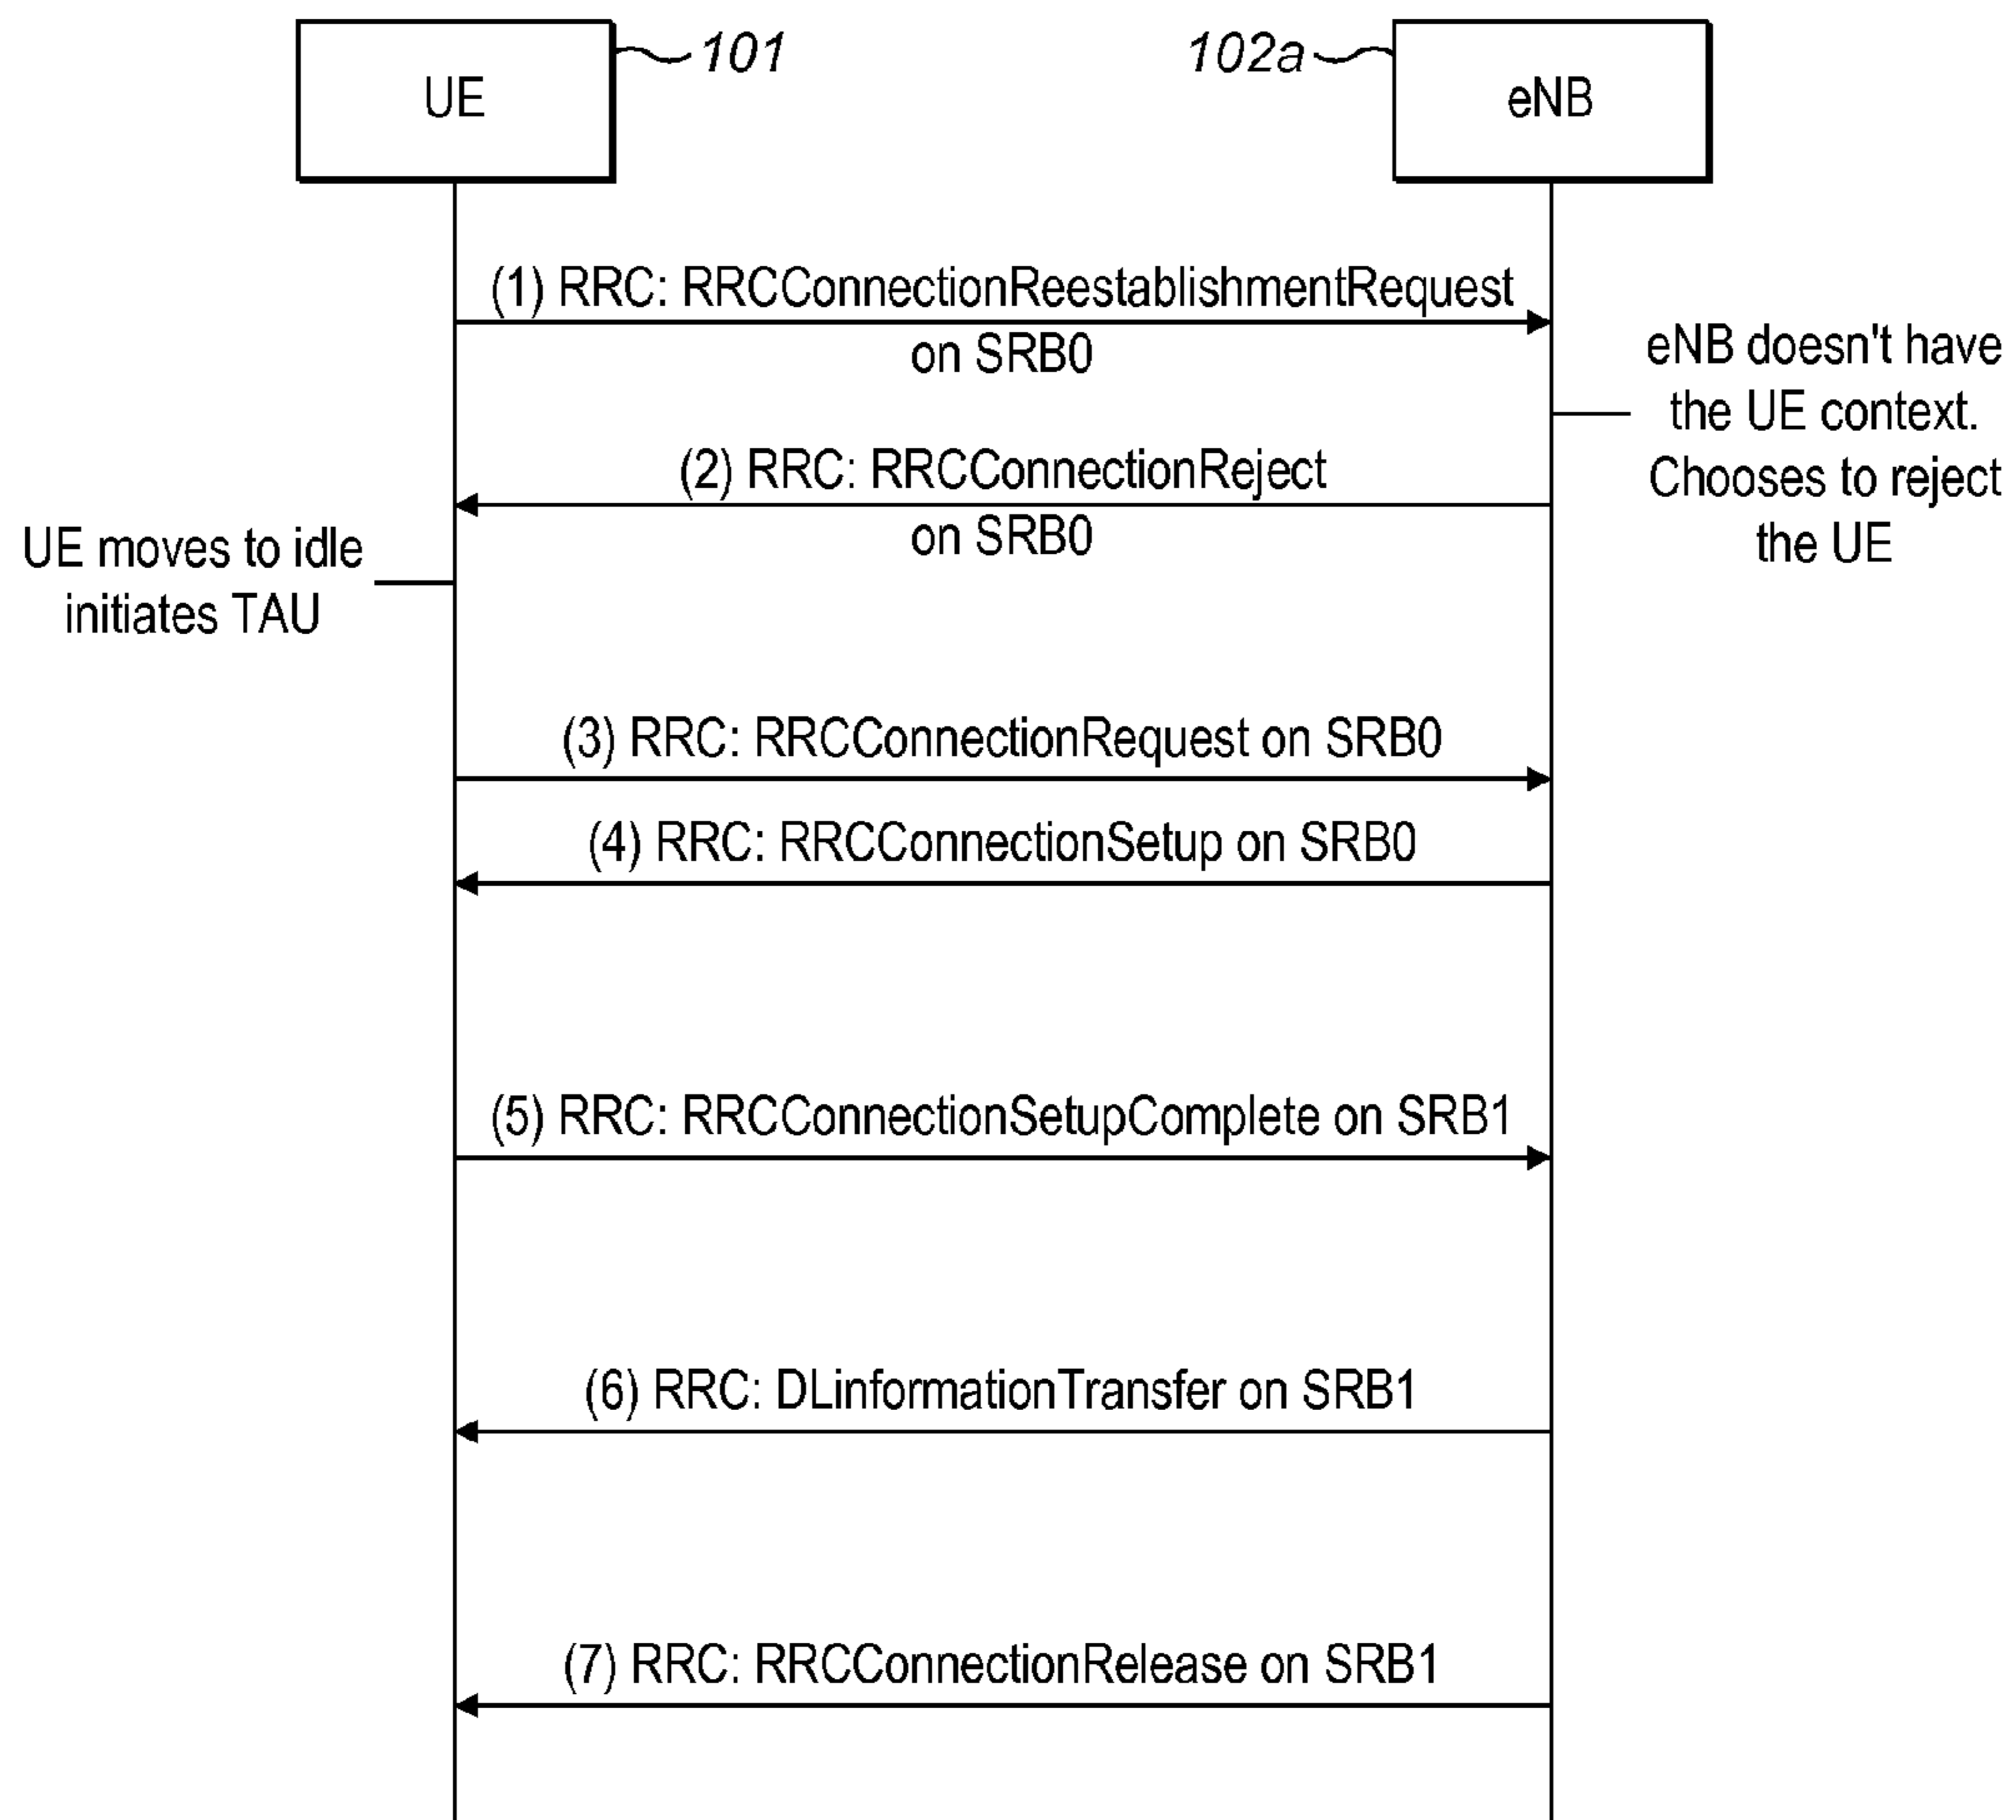 UE
101
102a
eNB
(1) RRC: RRCConnectionReestablishmentRequest
on SRB0
eNB doesn't have
the UE context.
Chooses to reject
the UE
(2) RRC: RRCConnectionReject
on SRB0
UE moves to idle
initiates TAU
(3) RRC: RRCConnectionRequest on SRB0
(4) RRC: RRCConnectionSetup on SRB0
(5) RRC: RRCConnectionSetupComplete on SRB1
(6) RRC: DLinformationTransfer on SRB1
(7) RRC: RRCConnectionRelease on SRB1